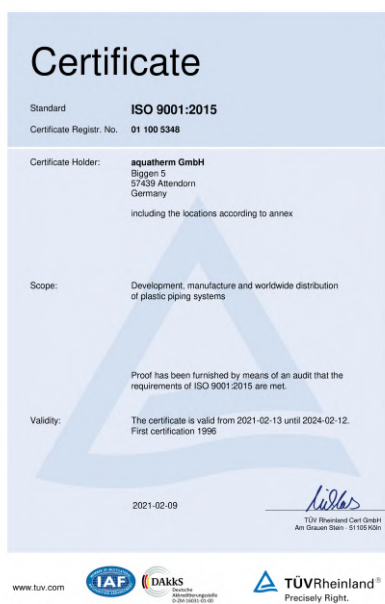 Certificate
Standard ISO 9001:2015
Certificate Registr. No. 01 100 5348
Certificate Holder: aquatherm GmbH
Biggen 5
57439 Attendorn
Germany
including the locations according to annex
Scope: Development, manufacture and worldwide distribution
of plastic piping systems
Proof has been furnished by means of an audit that the
requirements of ISO 9001:2015 are met.
Validity: The certificate is valid from 2021-02-13 until 2024-02-12.
First certification 1996
2021-02-09
TÜV Rheinland Cert GmbH
Am Grauen Stein · 51105 Köln
www.tuv.com
IAF
DAkkS
Deutsche
Akkreditierungsstelle
D-ZM-16031-01-00
TÜVRheinland®
Precisely Right.